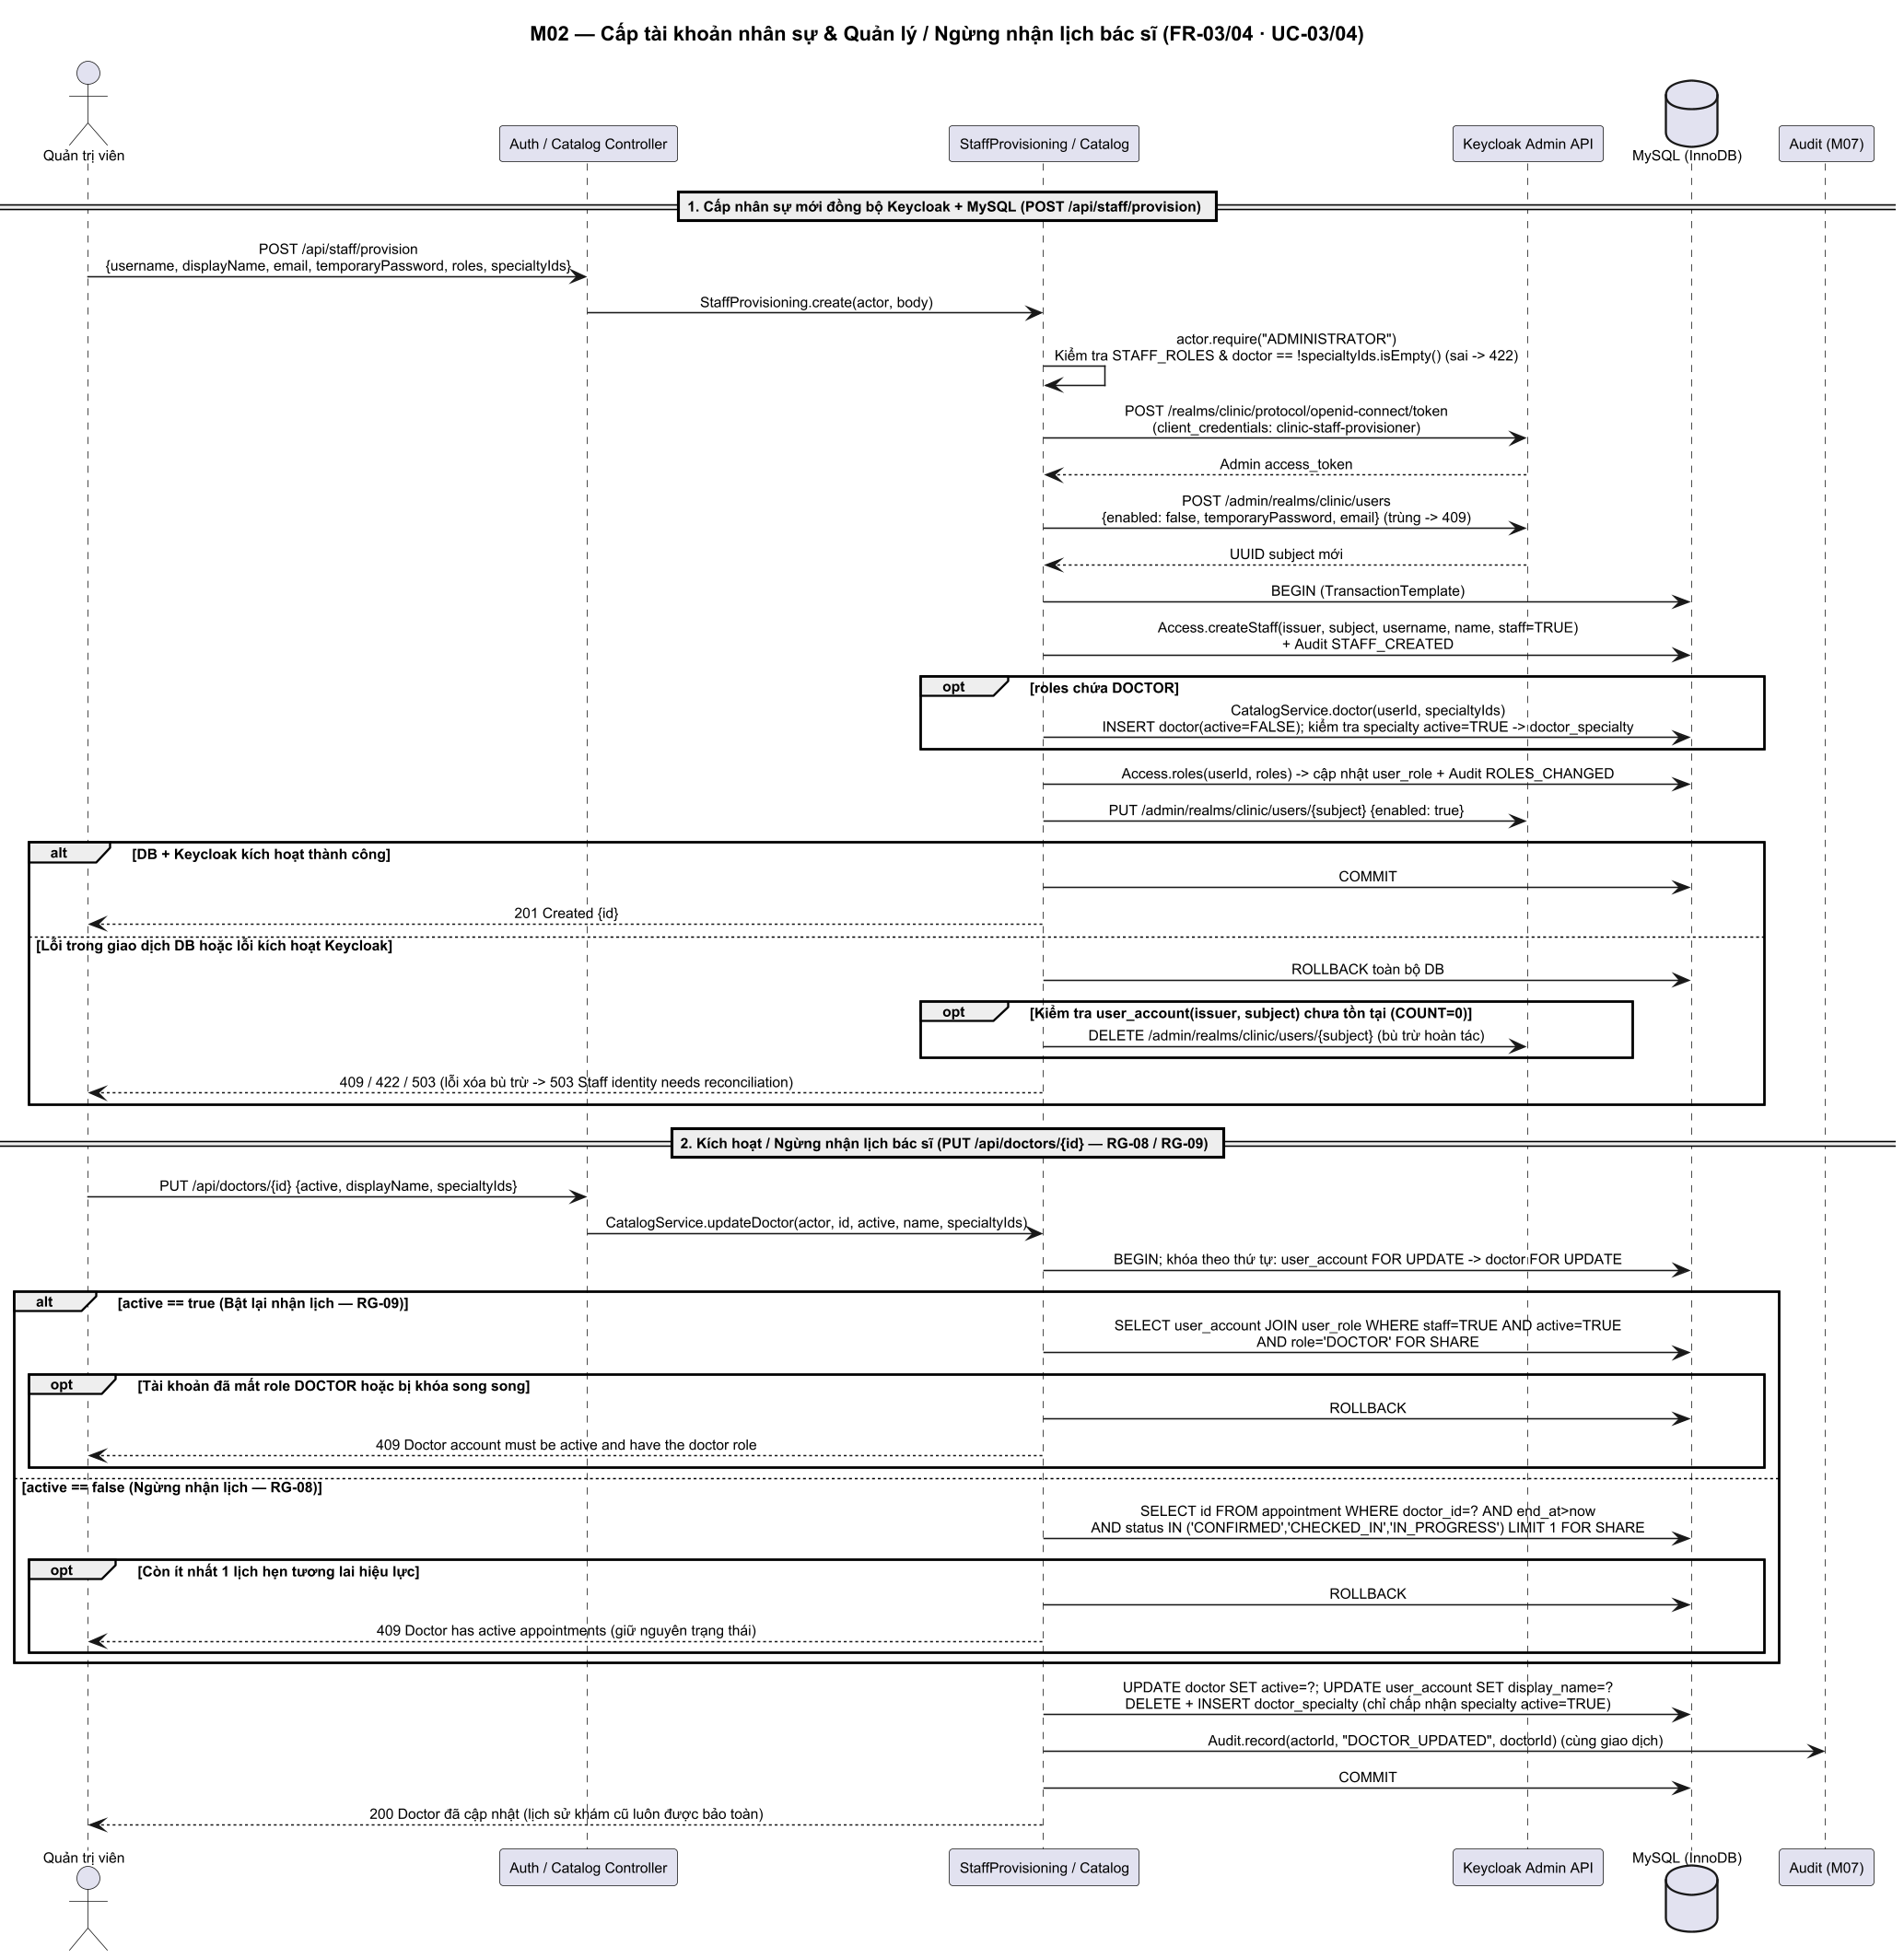 M02 — Cấp tài khoản nhân sự & Quản lý / Ngừng nhận lịch bác sĩ (FR-03/04 · UC-03/04)
Quản trị viên
Auth / Catalog Controller
StaffProvisioning / Catalog
Keycloak Admin API
MySQL (InnoDB)
Audit (M07)
1. Cấp nhân sự mới đồng bộ Keycloak + MySQL (POST /api/staff/provision)
POST /api/staff/provision
{username, displayName, email, temporaryPassword, roles, specialtyIds}
StaffProvisioning.create(actor, body)
actor.require("ADMINISTRATOR")
Kiểm tra STAFF_ROLES & doctor == !specialtyIds.isEmpty() (sai -> 422)
POST /realms/clinic/protocol/openid-connect/token
(client_credentials: clinic-staff-provisioner)
Admin access_token
POST /admin/realms/clinic/users
{enabled: false, temporaryPassword, email} (trùng -> 409)
UUID subject mới
BEGIN (TransactionTemplate)
Access.createStaff(issuer, subject, username, name, staff=TRUE)
+ Audit STAFF_CREATED
opt
[roles chứa DOCTOR]
CatalogService.doctor(userId, specialtyIds)
INSERT doctor(active=FALSE); kiểm tra specialty active=TRUE -> doctor_specialty
Access.roles(userId, roles) -> cập nhật user_role + Audit ROLES_CHANGED
PUT /admin/realms/clinic/users/{subject} {enabled: true}
alt
[DB + Keycloak kích hoạt thành công]
COMMIT
201 Created {id}
[Lỗi trong giao dịch DB hoặc lỗi kích hoạt Keycloak]
ROLLBACK toàn bộ DB
opt
[Kiểm tra user_account(issuer, subject) chưa tồn tại (COUNT=0)]
DELETE /admin/realms/clinic/users/{subject} (bù trừ hoàn tác)
409 / 422 / 503 (lỗi xóa bù trừ -> 503 Staff identity needs reconciliation)
2. Kích hoạt / Ngừng nhận lịch bác sĩ (PUT /api/doctors/{id} — RG-08 / RG-09)
PUT /api/doctors/{id} {active, displayName, specialtyIds}
CatalogService.updateDoctor(actor, id, active, name, specialtyIds)
BEGIN; khóa theo thứ tự: user_account FOR UPDATE -> doctor FOR UPDATE
alt
[active == true (Bật lại nhận lịch — RG-09)]
SELECT user_account JOIN user_role WHERE staff=TRUE AND active=TRUE
AND role='DOCTOR' FOR SHARE
opt
[Tài khoản đã mất role DOCTOR hoặc bị khóa song song]
ROLLBACK
409 Doctor account must be active and have the doctor role
[active == false (Ngừng nhận lịch — RG-08)]
SELECT id FROM appointment WHERE doctor_id=? AND end_at>now
AND status IN ('CONFIRMED','CHECKED_IN','IN_PROGRESS') LIMIT 1 FOR SHARE
opt
[Còn ít nhất 1 lịch hẹn tương lai hiệu lực]
ROLLBACK
409 Doctor has active appointments (giữ nguyên trạng thái)
UPDATE doctor SET active=?; UPDATE user_account SET display_name=?
DELETE + INSERT doctor_specialty (chỉ chấp nhận specialty active=TRUE)
Audit.record(actorId, "DOCTOR_UPDATED", doctorId) (cùng giao dịch)
COMMIT
200 Doctor đã cập nhật (lịch sử khám cũ luôn được bảo toàn)
Quản trị viên
Auth / Catalog Controller
StaffProvisioning / Catalog
Keycloak Admin API
MySQL (InnoDB)
Audit (M07)